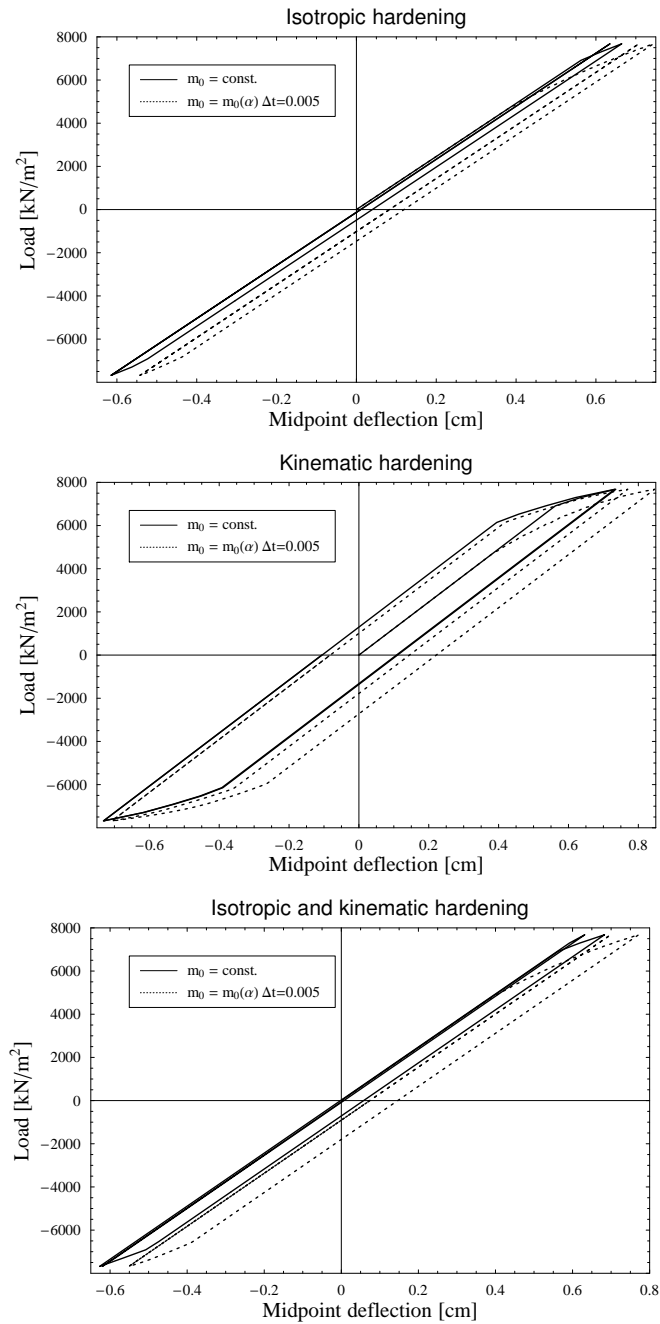 Isotropic hardening
8000
6000
4000
2000
0
−2000
−4000
−6000
Load [kN/m²]
m₀ = const.
m₀ = m₀(α) Δt=0.005
−0.6 −0.4 −0.2 0 0.2 0.4 0.6
Midpoint deflection [cm]
Kinematic hardening
8000
6000
4000
2000
0
−2000
−4000
−6000
Load [kN/m²]
m₀ = const.
m₀ = m₀(α) Δt=0.005
−0.6 −0.4 −0.2 0 0.2 0.4 0.6 0.8
Midpoint deflection [cm]
Isotropic and kinematic hardening
8000
6000
4000
2000
0
−2000
−4000
−6000
Load [kN/m²]
m₀ = const.
m₀ = m₀(α) Δt=0.005
−0.6 −0.4 −0.2 0 0.2 0.4 0.6 0.8
Midpoint deflection [cm]